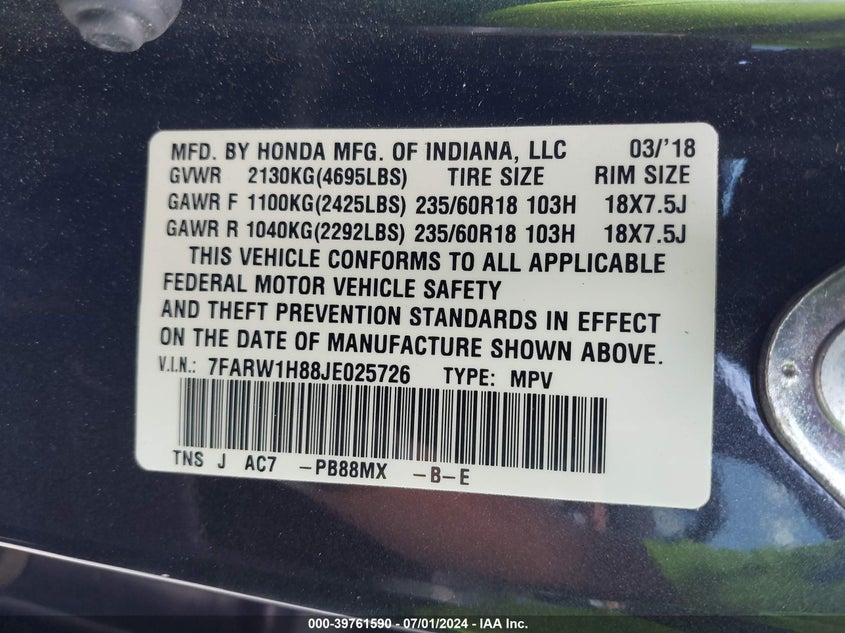 MFD. BY HONDA MFG. OF INDIANA, LLC 03/'18
GVWR 2130KG(4695LBS) TIRE SIZE RIM SIZE
GAWR F 1100KG(2425LBS) 235/60R18 103H 18X7.5J
GAWR R 1040KG(2292LBS) 235/60R18 103H 18X7.5J
THIS VEHICLE CONFORMS TO ALL APPLICABLE
FEDERAL MOTOR VEHICLE SAFETY
AND THEFT PREVENTION STANDARDS IN EFFECT
ON THE DATE OF MANUFACTURE SHOWN ABOVE.
V.I.N.: 7FARW1H88JE025726 TYPE: MPV
TNS J AC7 -PB88MX -B-E
000-39761590 - 07/01/2024 - IAA Inc.